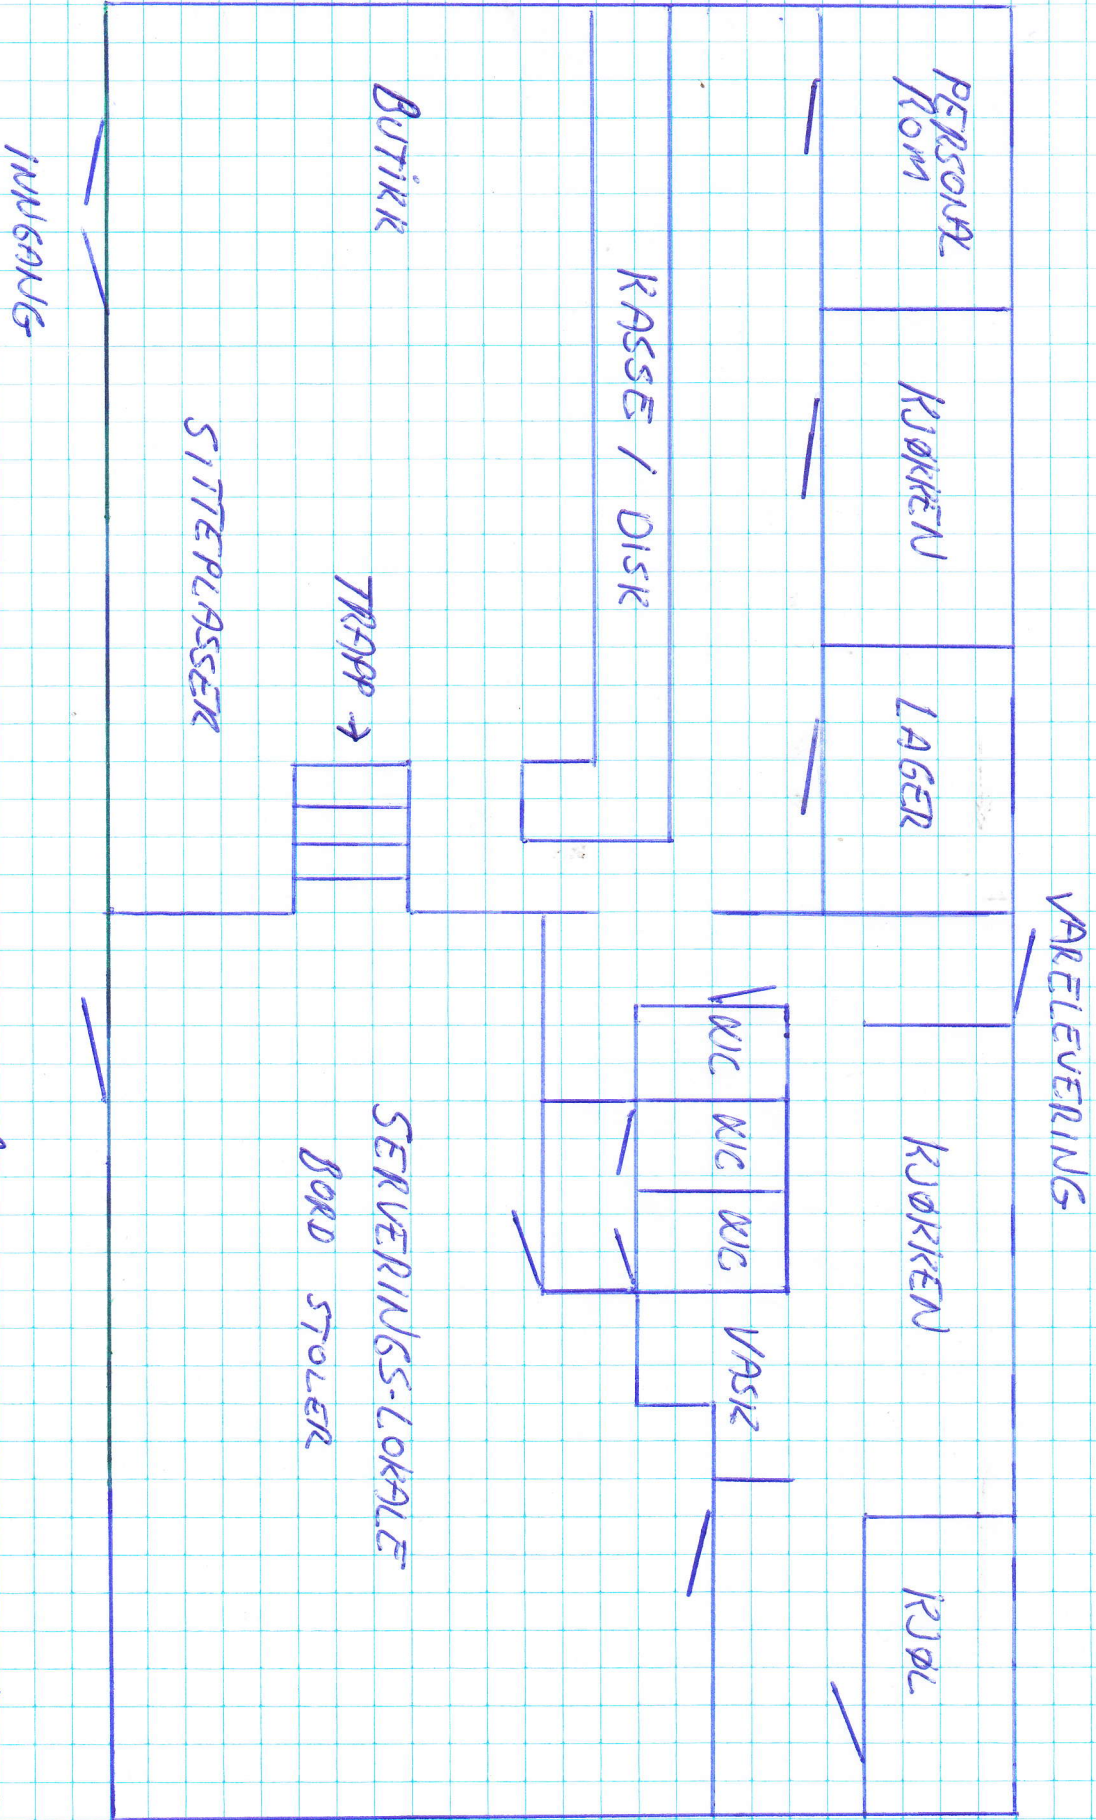 VARELEVERING
PERSONAL
ROM
KJØKKEN
LAGER
KJØKKEN
KJØL
WC
WC
WC
VASK
KASSE / DISK
BUTIKK
TRAPP →
SERVERINGS-LOKALE
BORD STOLER
SITTEPLASSER
INNGANG